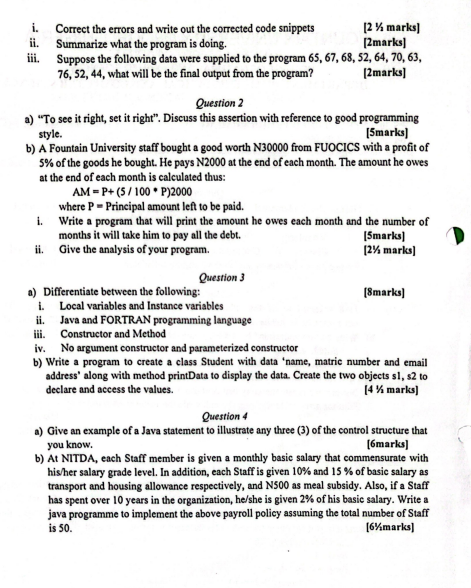 i. Correct the errors and write out the corrected code snippets [2 ½ marks]
ii. Summarize what the program is doing. [2marks]
iii. Suppose the following data were supplied to the program 65, 67, 68, 52, 64, 70, 63,
76, 52, 44, what will be the final output from the program? [2marks]
Question 2
a) “To see it right, set it right”. Discuss this assertion with reference to good programming
style. [5marks]
b) A Fountain University staff bought a good worth N30000 from FUOCICS with a profit of
5% of the goods he bought. He pays N2000 at the end of each month. The amount he owes
at the end of each month is calculated thus:
AM = P+ (5 / 100 * P)2000
where P = Principal amount left to be paid.
i. Write a program that will print the amount he owes each month and the number of
months it will take him to pay all the debt. [5marks]
ii. Give the analysis of your program. [2½ marks]
Question 3
a) Differentiate between the following: [8marks]
i. Local variables and Instance variables
ii. Java and FORTRAN programming language
iii. Constructor and Method
iv. No argument constructor and parameterized constructor
b) Write a program to create a class Student with data ‘name, matric number and email
address’ along with method printData to display the data. Create the two objects s1, s2 to
declare and access the values. [4 ½ marks]
Question 4
a) Give an example of a Java statement to illustrate any three (3) of the control structure that
you know. [6marks]
b) At NITDA, each Staff member is given a monthly basic salary that commensurate with
his/her salary grade level. In addition, each Staff is given 10% and 15 % of basic salary as
transport and housing allowance respectively, and N500 as meal subsidy. Also, if a Staff
has spent over 10 years in the organization, he/she is given 2% of his basic salary. Write a
java programme to implement the above payroll policy assuming the total number of Staff
is 50. [6½marks]